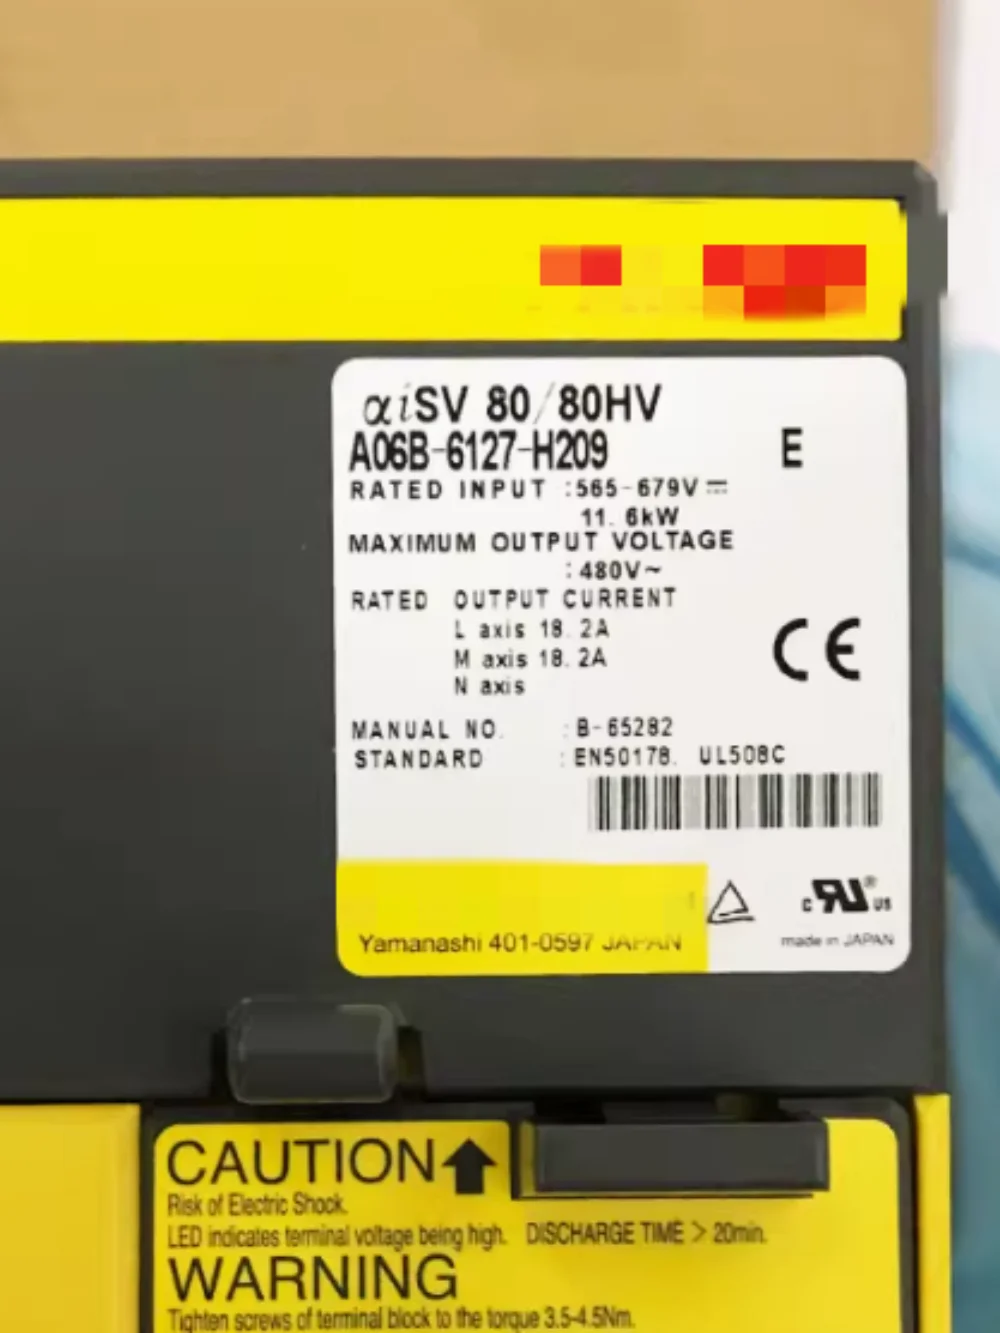 αiSV 80/80HV
A06B-6127-H209 E
RATED INPUT :565-679V⎓
11.6kW
MAXIMUM OUTPUT VOLTAGE
:480V~
RATED OUTPUT CURRENT
L axis 18.2A
M axis 18.2A
N axis
CE
MANUAL NO. :B-65282
STANDARD :EN50178. UL508C
Yamanashi 401-0597 JAPAN
c RU® US
made in JAPAN
CAUTION
Risk of Electric Shock.
LED indicates terminal voltage being high. DISCHARGE TIME > 20min.
WARNING
Tighten screws of terminal block to the torque 3.5-4.5Nm.